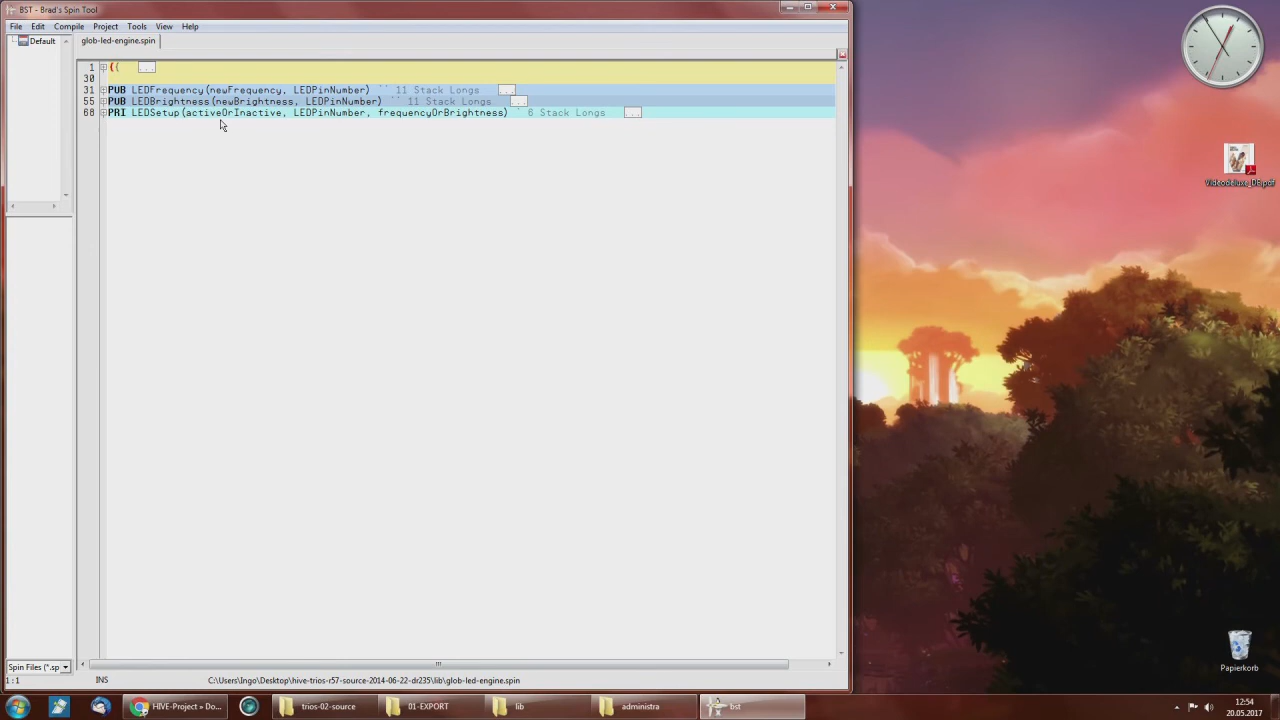 BST - Brad's Spin Tool
File Edit Compile Project Tools View Help
Default
glob-led-engine.spin
1 {{ ...
30
31 PUB LEDFrequency(newFrequency, LEDPinNumber) `` 11 Stack Longs ...
55 PUB LEDBrightness(newBrightness, LEDPinNumber) `` 11 Stack Longs ...
68 PRI LEDSetup(activeOrInactive, LEDPinNumber, frequencyOrBrightness) ` 6 Stack Longs ...
Videodeluxe_DE.pdf
Papierkorb
Spin Files (*.sp
1 : 1 INS C:\Users\Ingo\Desktop\hive-trios-r57-source-2014-06-22-dr235\lib\glob-led-engine.spin
HIVE-Project » Do...
trios-02-source
01-EXPORT
lib
administra
bst
12:54
20.05.2017